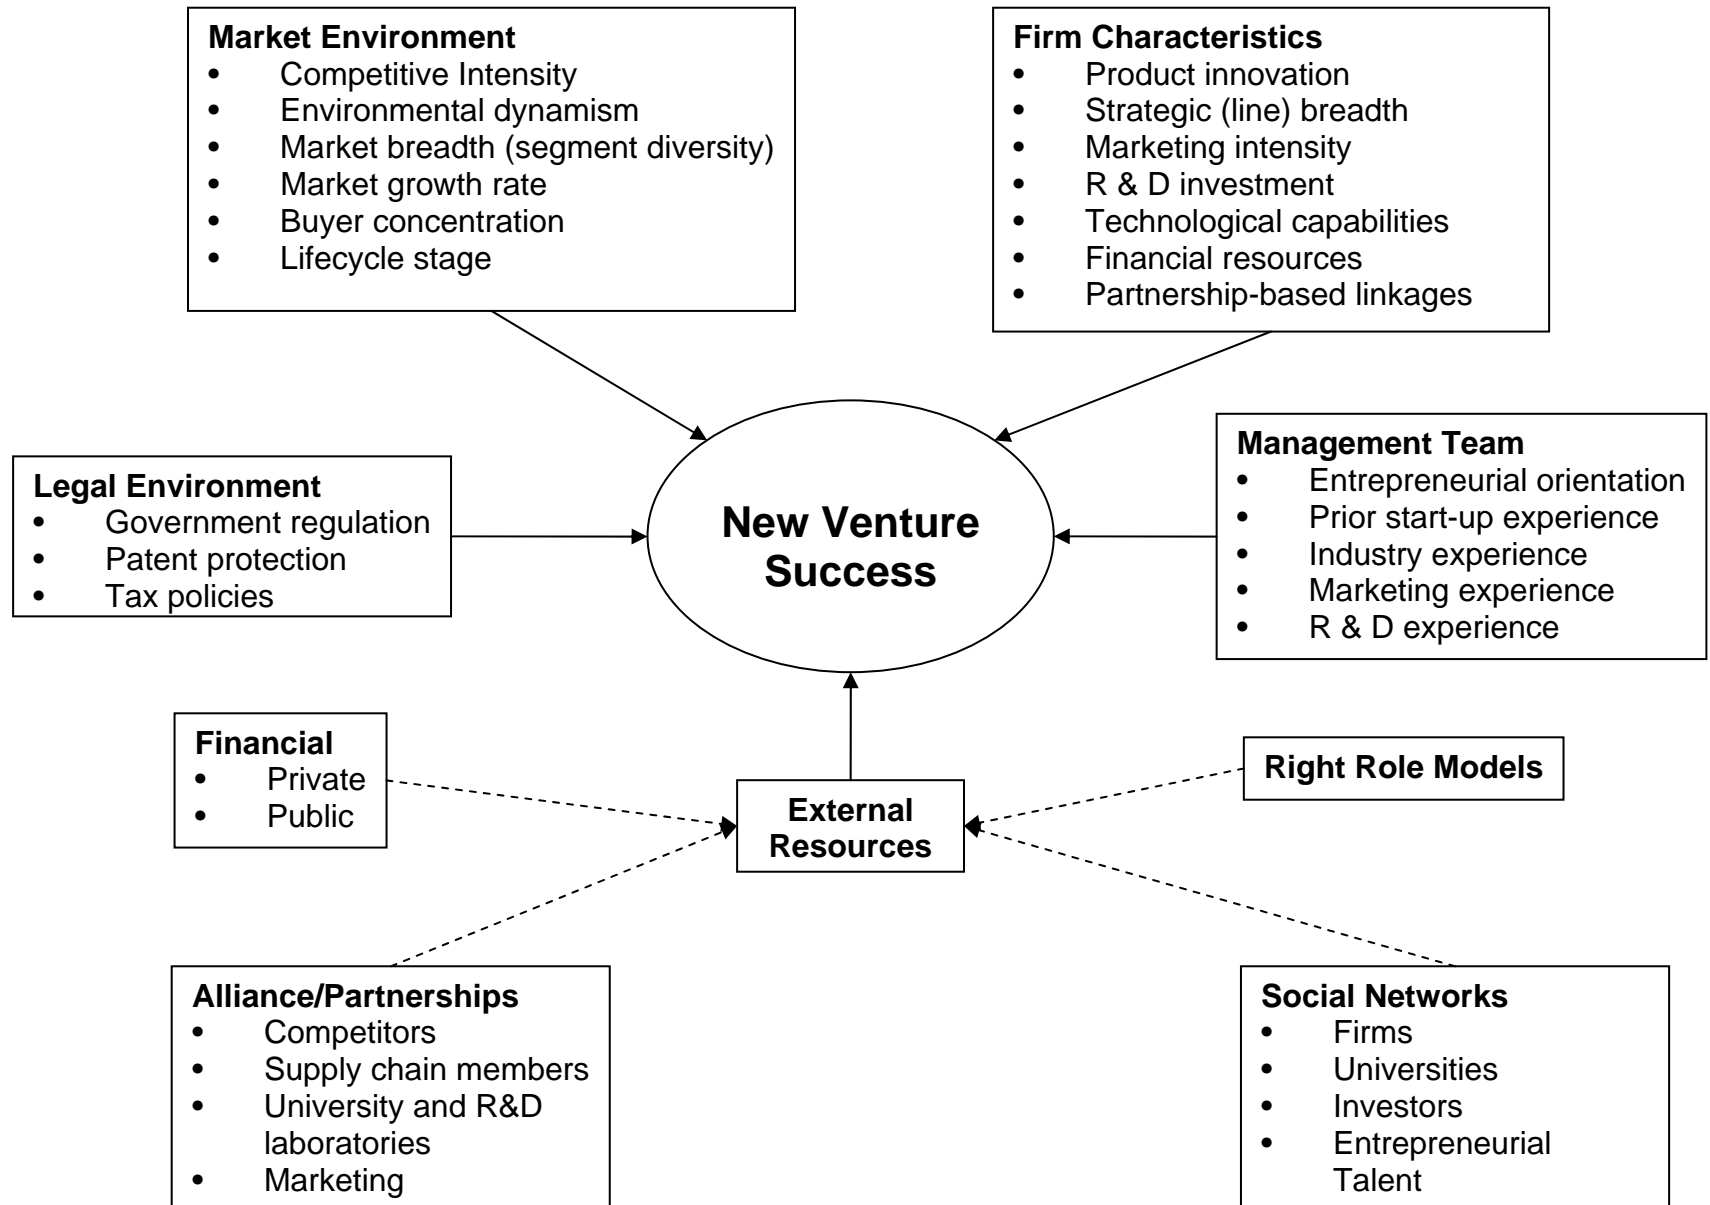 Market Environment
• Competitive Intensity
• Environmental dynamism
• Market breadth (segment diversity)
• Market growth rate
• Buyer concentration
• Lifecycle stage
Firm Characteristics
• Product innovation
• Strategic (line) breadth
• Marketing intensity
• R & D investment
• Technological capabilities
• Financial resources
• Partnership-based linkages
Legal Environment
• Government regulation
• Patent protection
• Tax policies
New Venture
Success
Management Team
• Entrepreneurial orientation
• Prior start-up experience
• Industry experience
• Marketing experience
• R & D experience
Financial
• Private
• Public
External
Resources
Right Role Models
Alliance/Partnerships
• Competitors
• Supply chain members
• University and R&D
laboratories
• Marketing
Social Networks
• Firms
• Universities
• Investors
• Entrepreneurial
Talent